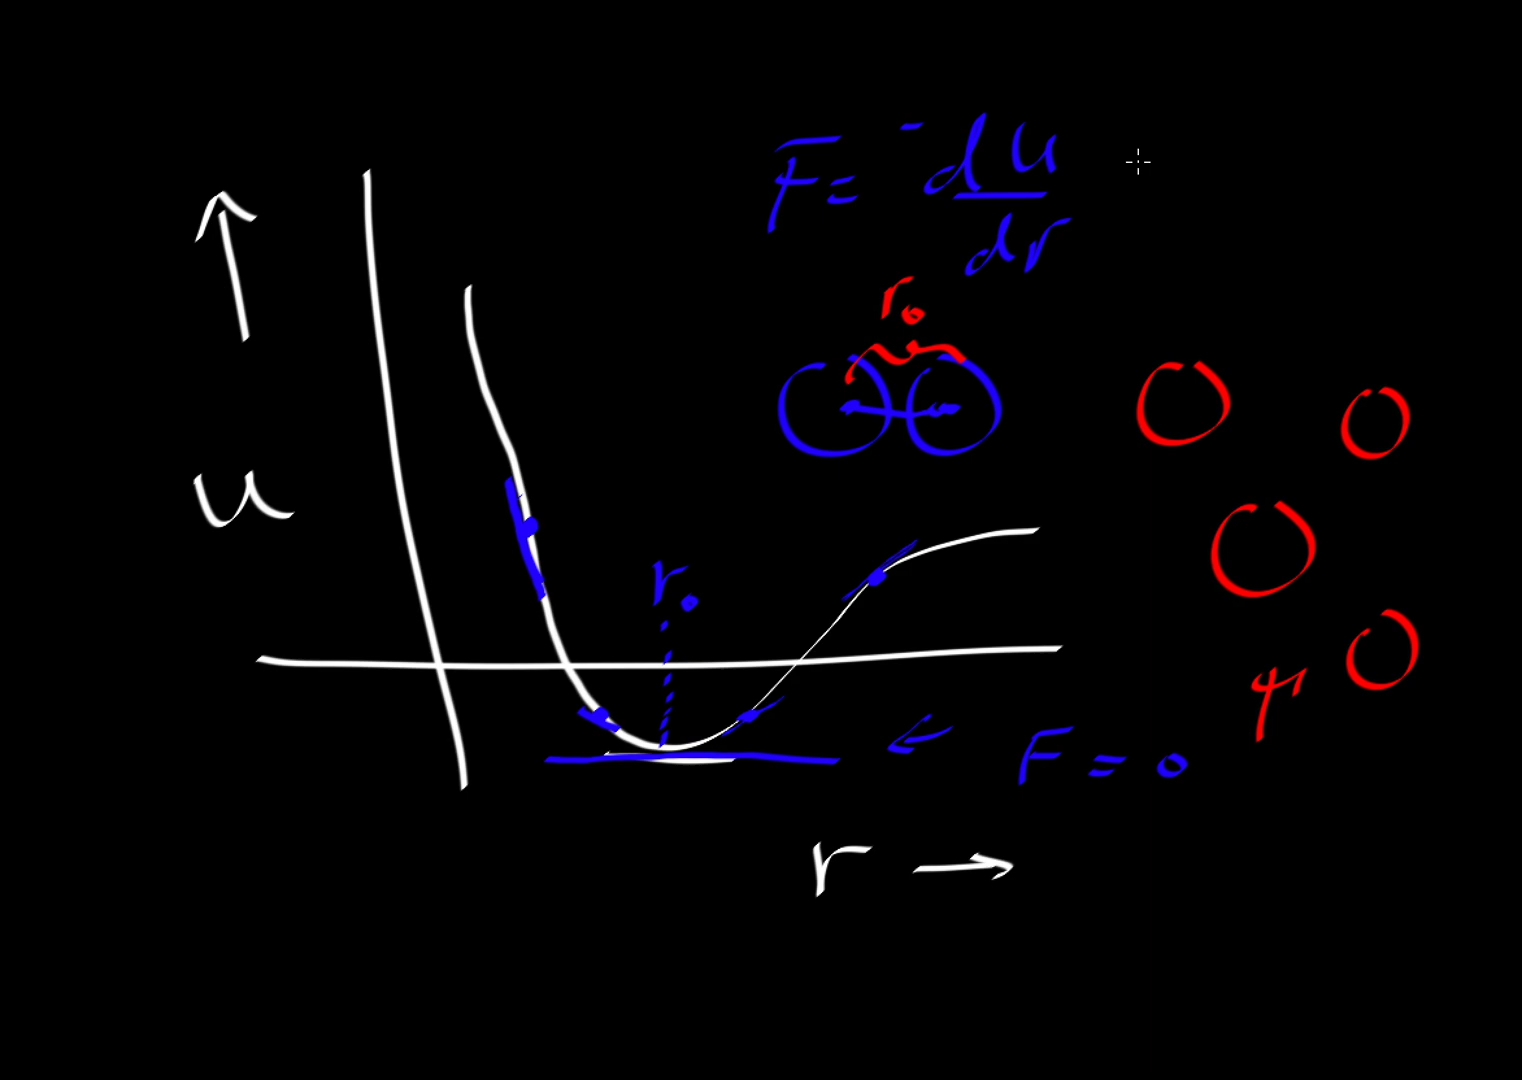 F = -dU/dr
r₀
u
r₀
F = 0
r →